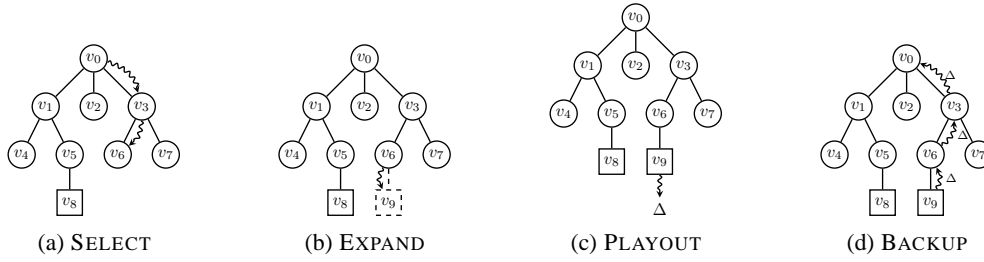 v0
v1 v2 v3
v4 v5 v6 v7
v8
(a) SELECT
v0
v1 v2 v3
v4 v5 v6 v7
v8 v9
(b) EXPAND
v0
v1 v2 v3
v4 v5 v6 v7
v8 v9
Δ
(c) PLAYOUT
v0
Δ
v1 v2 v3
Δ
v4 v5 v6 v7
Δ
v8 v9
(d) BACKUP